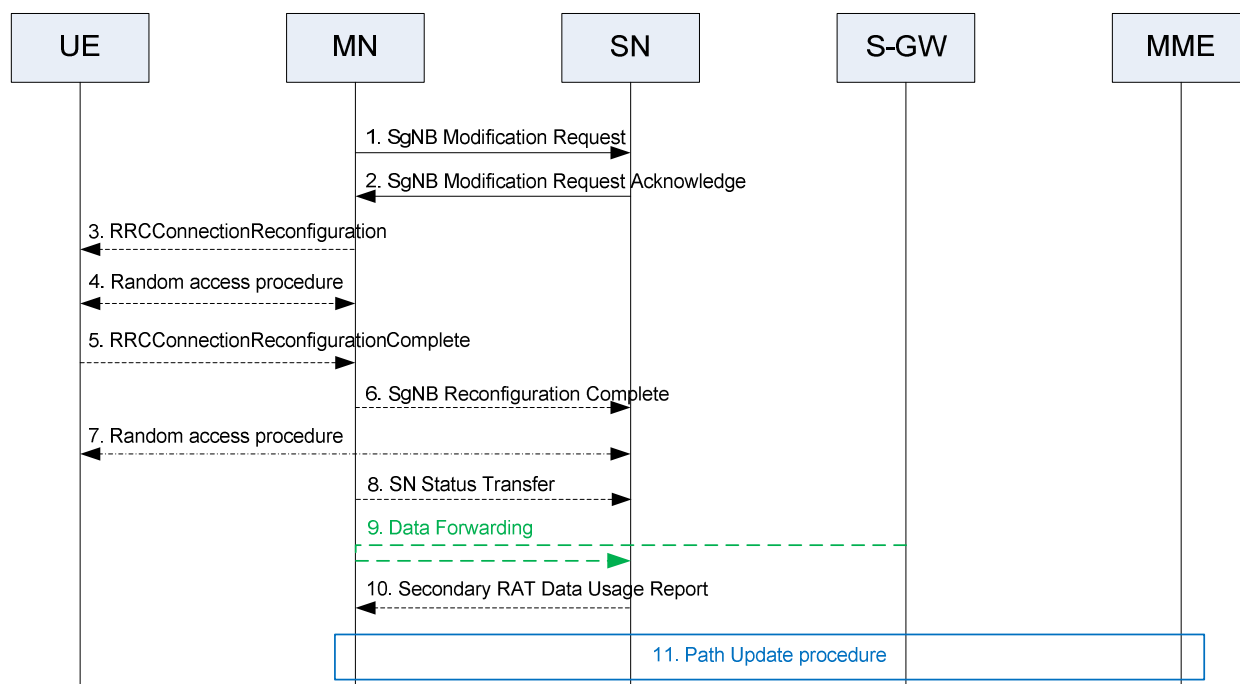 UE
MN
SN
S-GW
MME
1. SgNB Modification Request
2. SgNB Modification Request Acknowledge
3. RRCConnectionReconfiguration
4. Random access procedure
5. RRCConnectionReconfigurationComplete
6. SgNB Reconfiguration Complete
7. Random access procedure
8. SN Status Transfer
9. Data Forwarding
10. Secondary RAT Data Usage Report
11. Path Update procedure